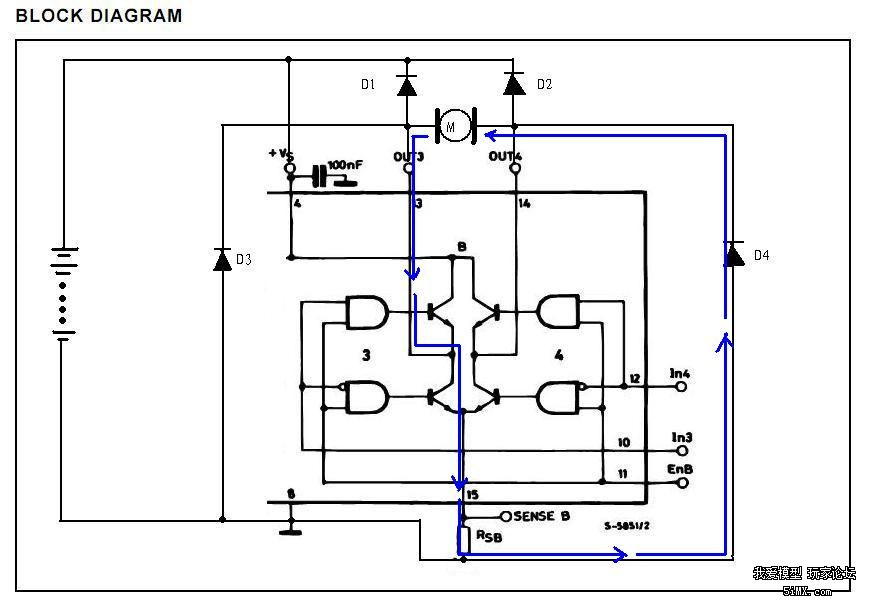 BLOCK DIAGRAM
D1
D2
M
+Vs
100nF
OUT3
OUT4
4
13
14
B
D3
D4
3
4
12
In4
10
In3
11
EnB
8
15
SENSE B
RSB
S-5851/2
我爱模型 玩家论坛
5iMX.com